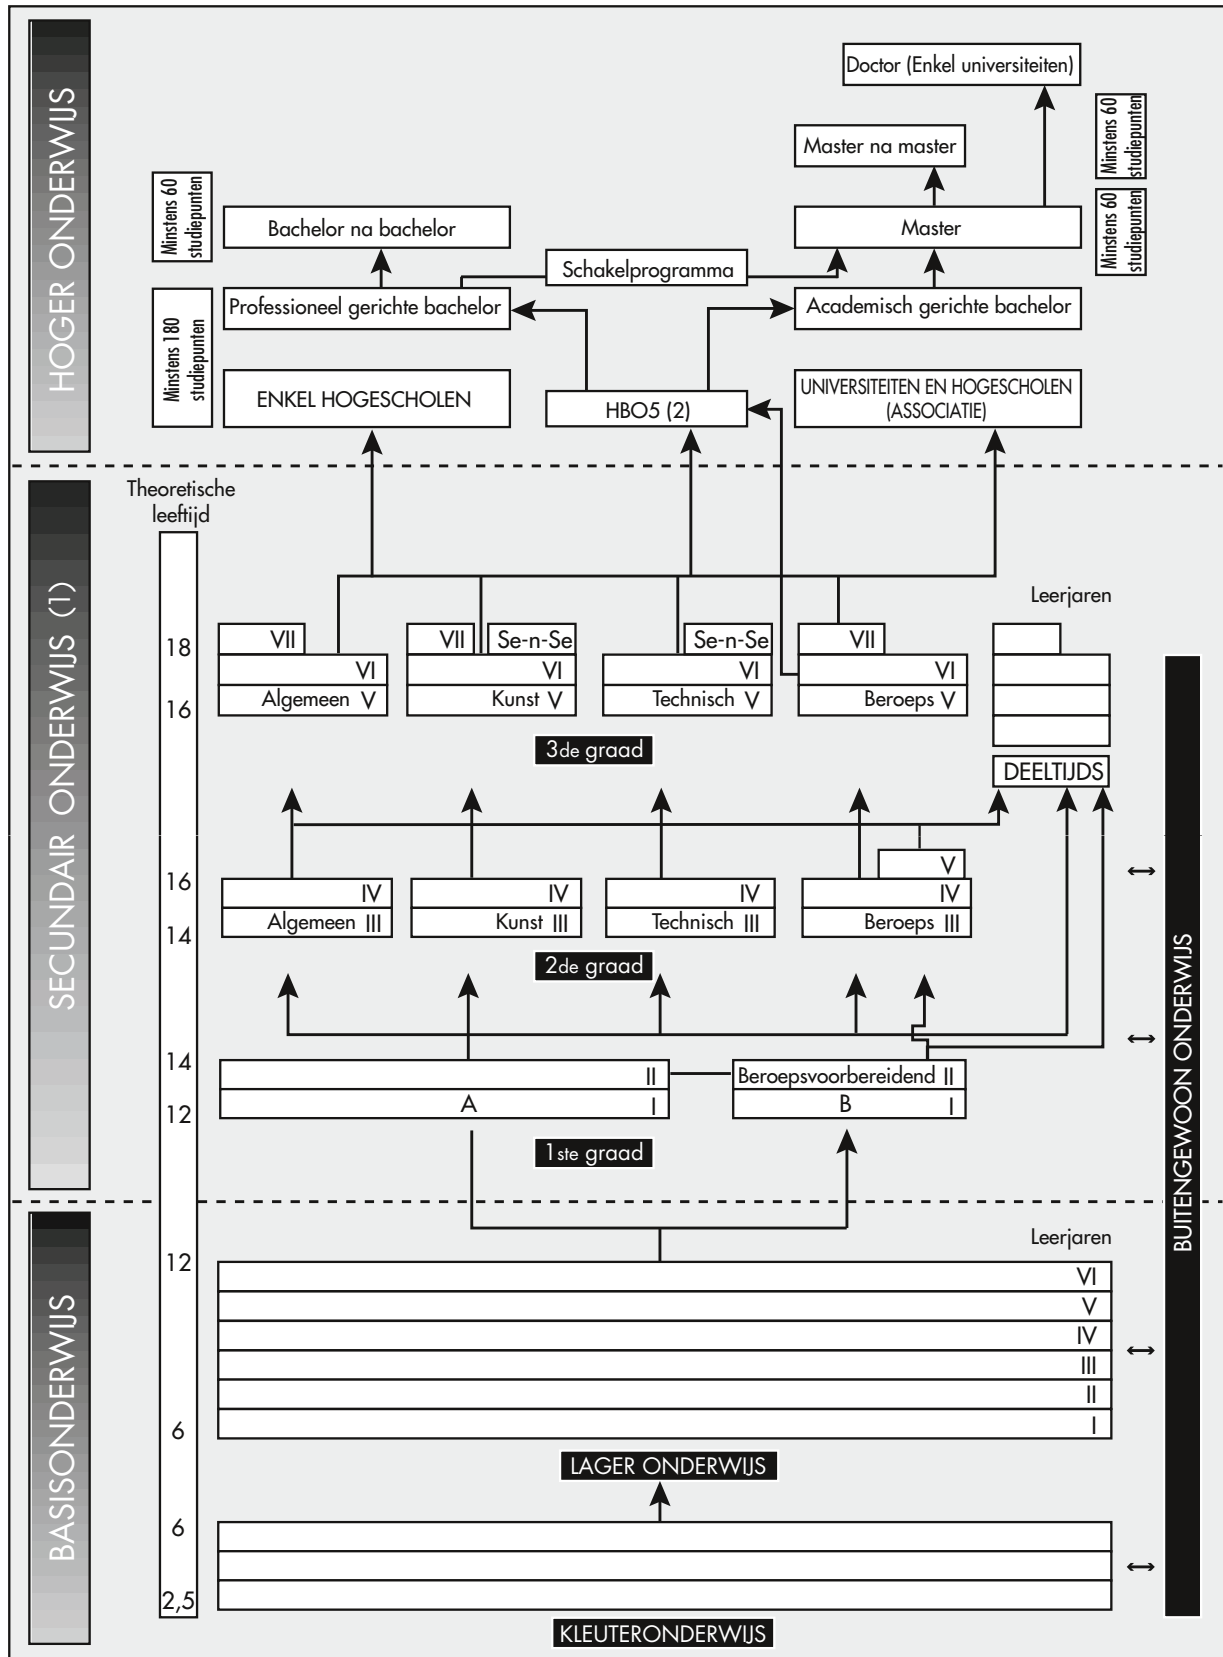 HOGER ONDERWIJS
Doctor (Enkel universiteiten)
Minstens 60
studiepunten
Master na master
Minstens 60
studiepunten
Bachelor na bachelor
Master
Minstens 60
studiepunten
Schakelprogramma
Professioneel gerichte bachelor
Academisch gerichte bachelor
Minstens 180
studiepunten
ENKEL HOGESCHOLEN
HBO5 (2)
UNIVERSITEITEN EN HOGESCHOLEN
(ASSOCIATIE)
SECUNDAIR ONDERWIJS (1)
Theoretische
leeftijd
Leerjaren
18
VII
VII
Se-n-Se
Se-n-Se
VII
VI
VI
VI
VI
16
Algemeen V
Kunst V
Technisch V
Beroeps V
3de graad
DEELTIJDS
V
16
IV
IV
IV
IV
14
Algemeen III
Kunst III
Technisch III
Beroeps III
2de graad
14
II
Beroepsvoorbereidend II
12
A I
B I
1ste graad
BUITENGEWOON ONDERWIJS
BASISONDERWIJS
Leerjaren
12
VI
V
IV
III
II
6
I
LAGER ONDERWIJS
6
2,5
KLEUTERONDERWIJS